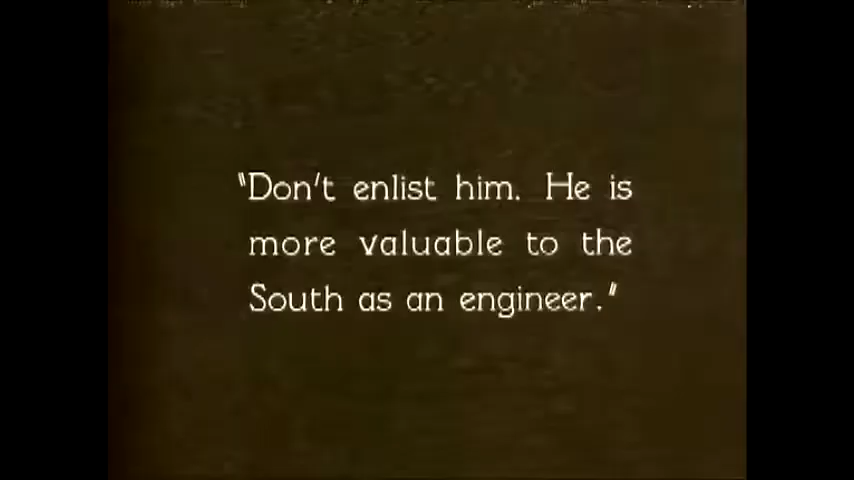 "Don't enlist him. He is
more valuable to the
South as an engineer."